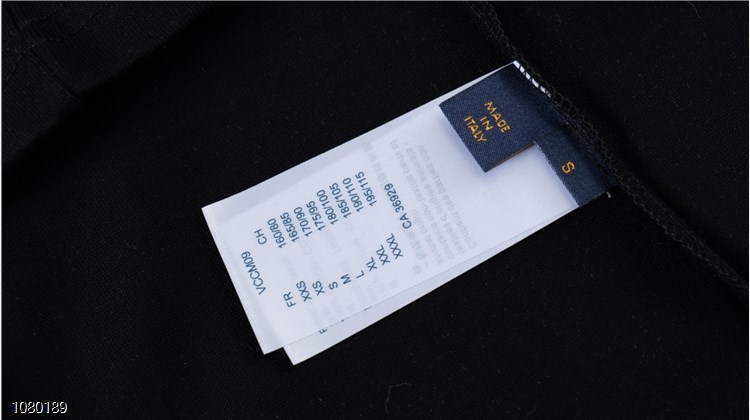 MADE
IN
ITALY
S
VCCM09
FR CH
XXS 160/80
XS 165/85
S 170/90
M 175/95
L 180/100
XL 185/105
XXL 190/110
XXXL 195/115
CA 36929
1080189